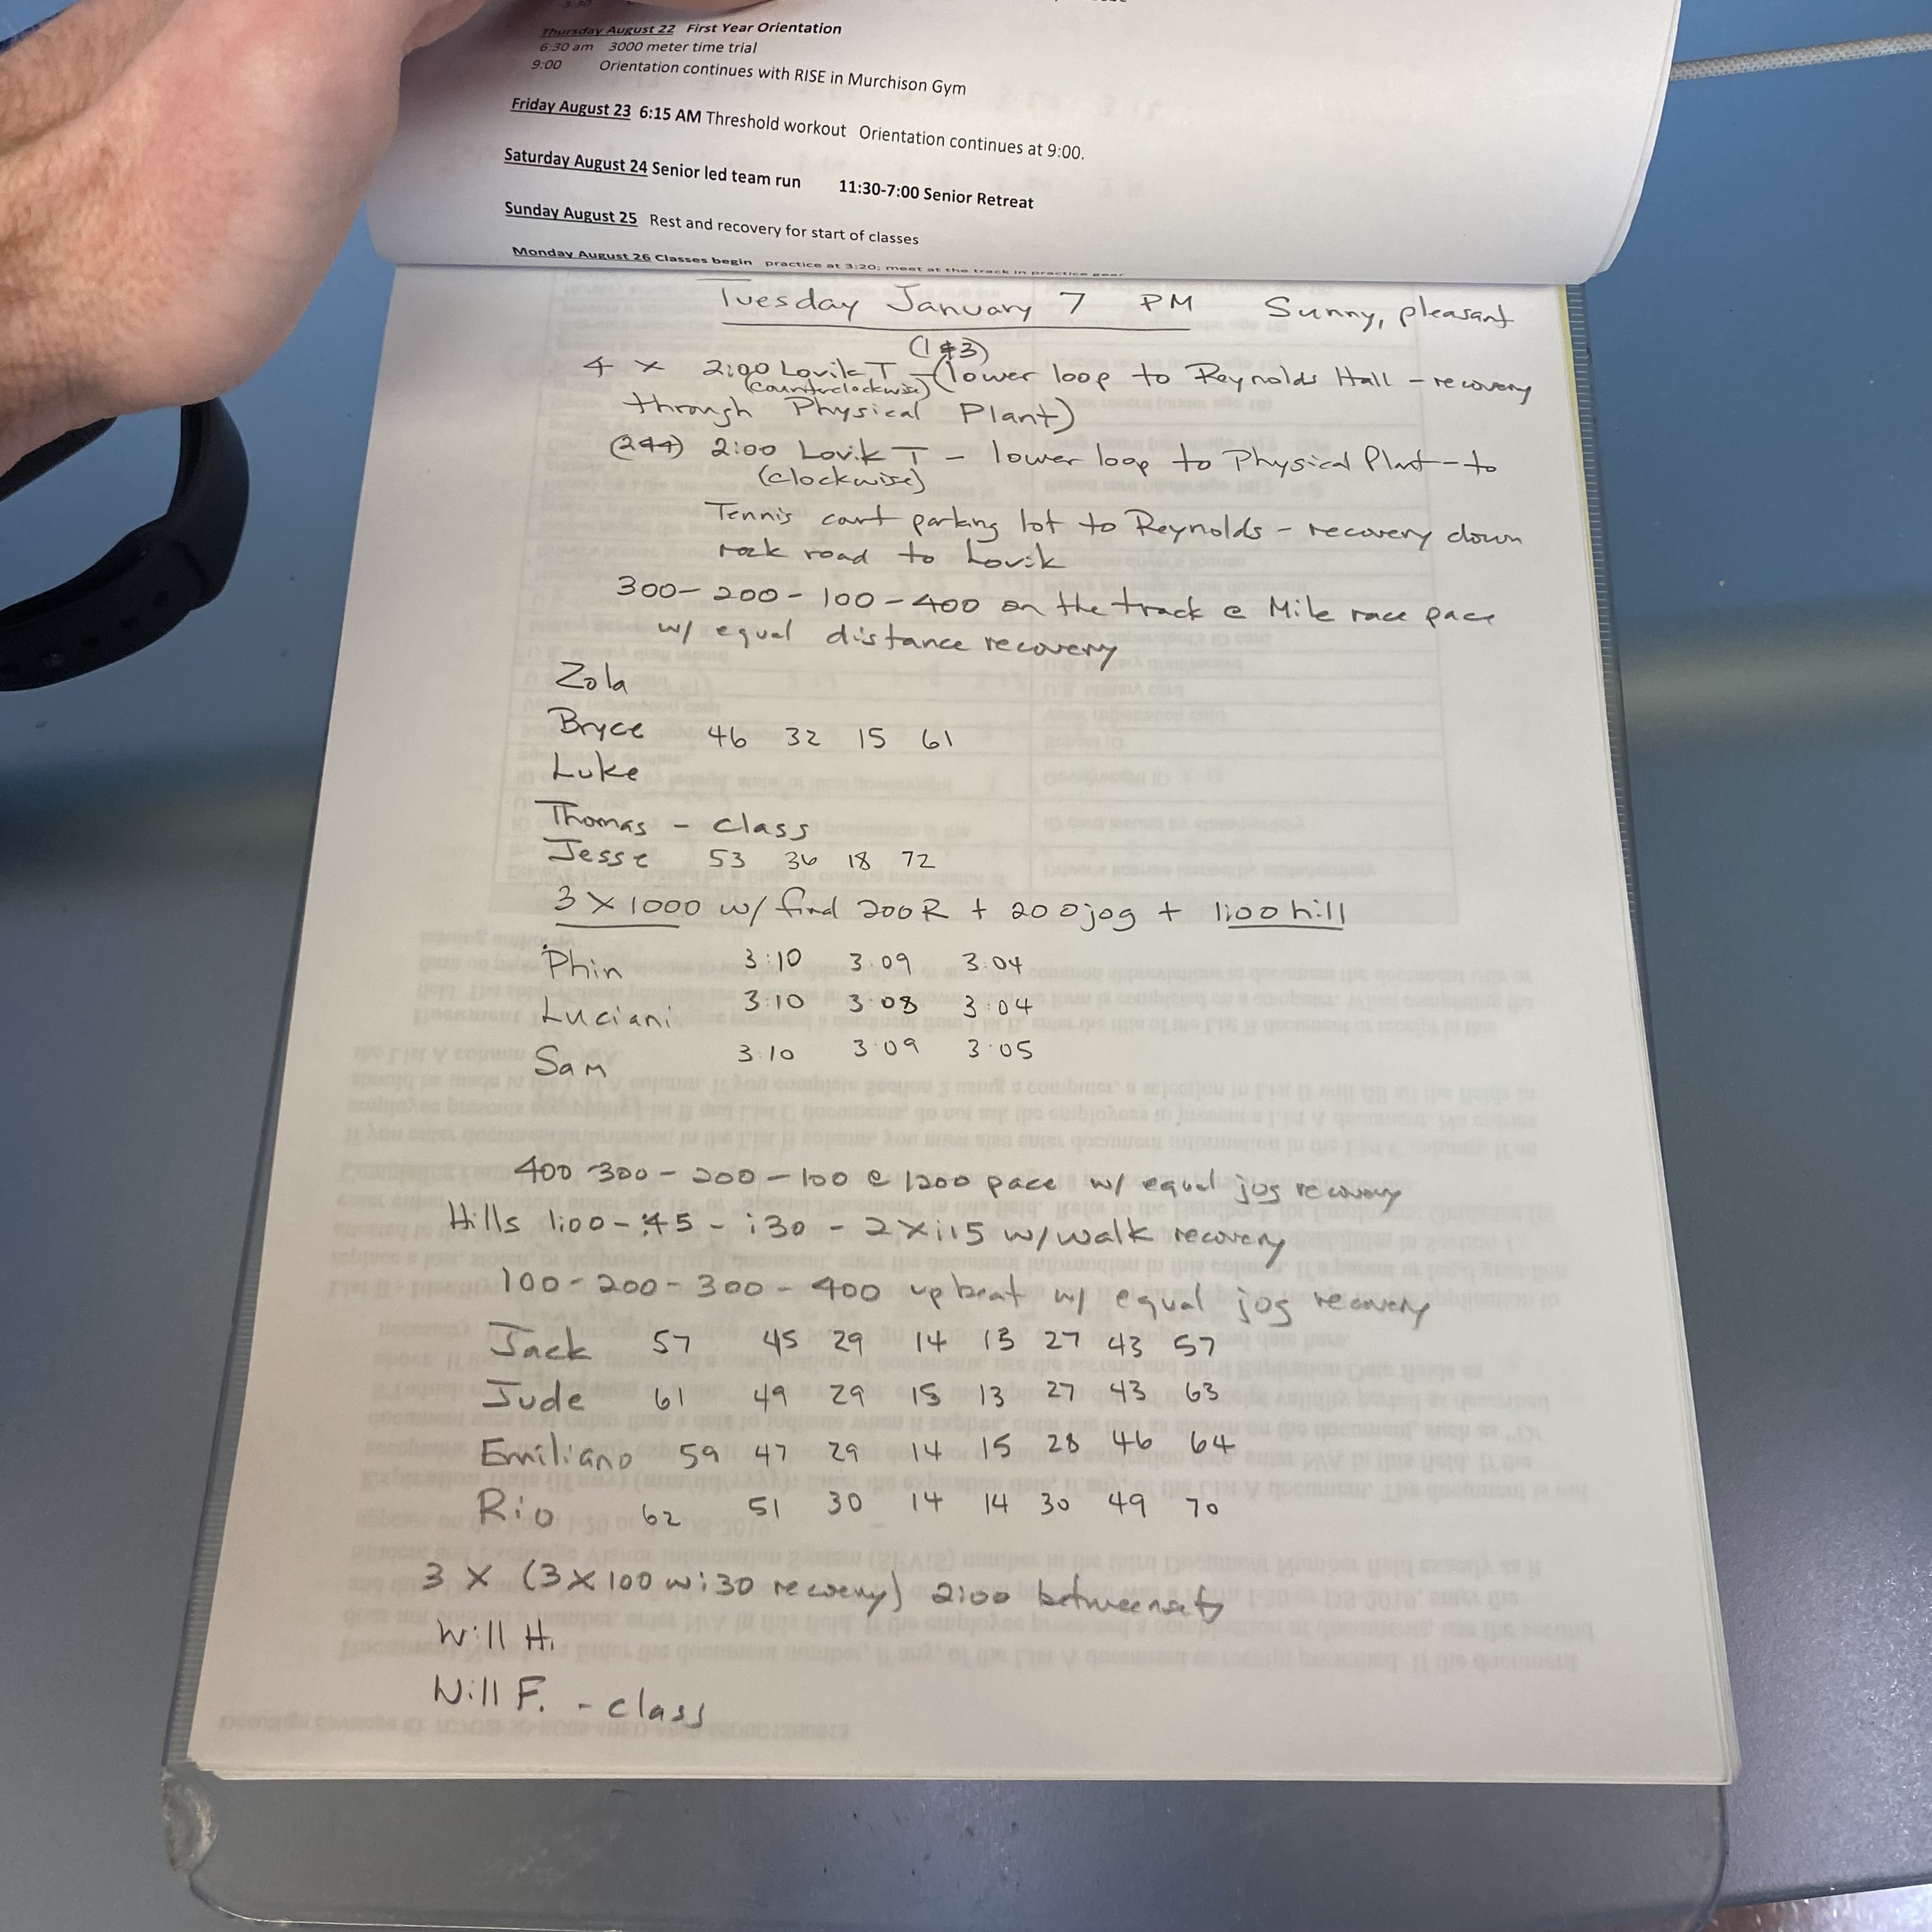 Thursday August 22 First Year Orientation
6:30 am 3000 meter time trial
9:00 Orientation continues with RISE in Murchison Gym
Friday August 23 6:15 AM Threshold workout Orientation continues at 9:00.
Saturday August 24 Senior led team run 11:30-7:00 Senior Retreat
Sunday August 25 Rest and recovery for start of classes
Monday August 26 Classes begin practice at 3:20; meet at the track in practice gear
Tuesday January 7 PM Sunny, pleasant
(1&3)
4 x 2:00 Lovik T - (lower loop to Reynolds Hall - recovery
(counterclockwise)
through Physical Plant)
(2&4) 2:00 Lovik T - lower loop to Physical Plant - to
(clockwise)
Tennis court parking lot to Reynolds - recovery down
rock road to Lovik
300-200-100-400 on the track @ Mile race pace
w/ equal distance recovery
Zola
Bryce 46 32 15 61
Luke
Thomas - class
Jesse 53 36 18 72
3 x 1000 w/ final 200R + 200jog + 1:00 hill
Phin 3:10 3:09 3:04
Luciani 3:10 3:08 3:04
Sam 3:10 3:09 3:05
400-300-200-100 @ 1200 pace w/ equal jog recovery
Hills 1:00-:45-:30-2x:15 w/walk recovery
100-200-300-400 upbeat w/ equal jog recovery
Jack 57 45 29 14 13 27 43 57
Jude 61 49 29 15 13 27 43 63
Emiliano 59 47 29 14 15 28 46 64
Rio 62 51 30 14 14 30 49 70
3 x (3x100 w:30 recovery) 2:00 between sets
Will H.
Will F. - class